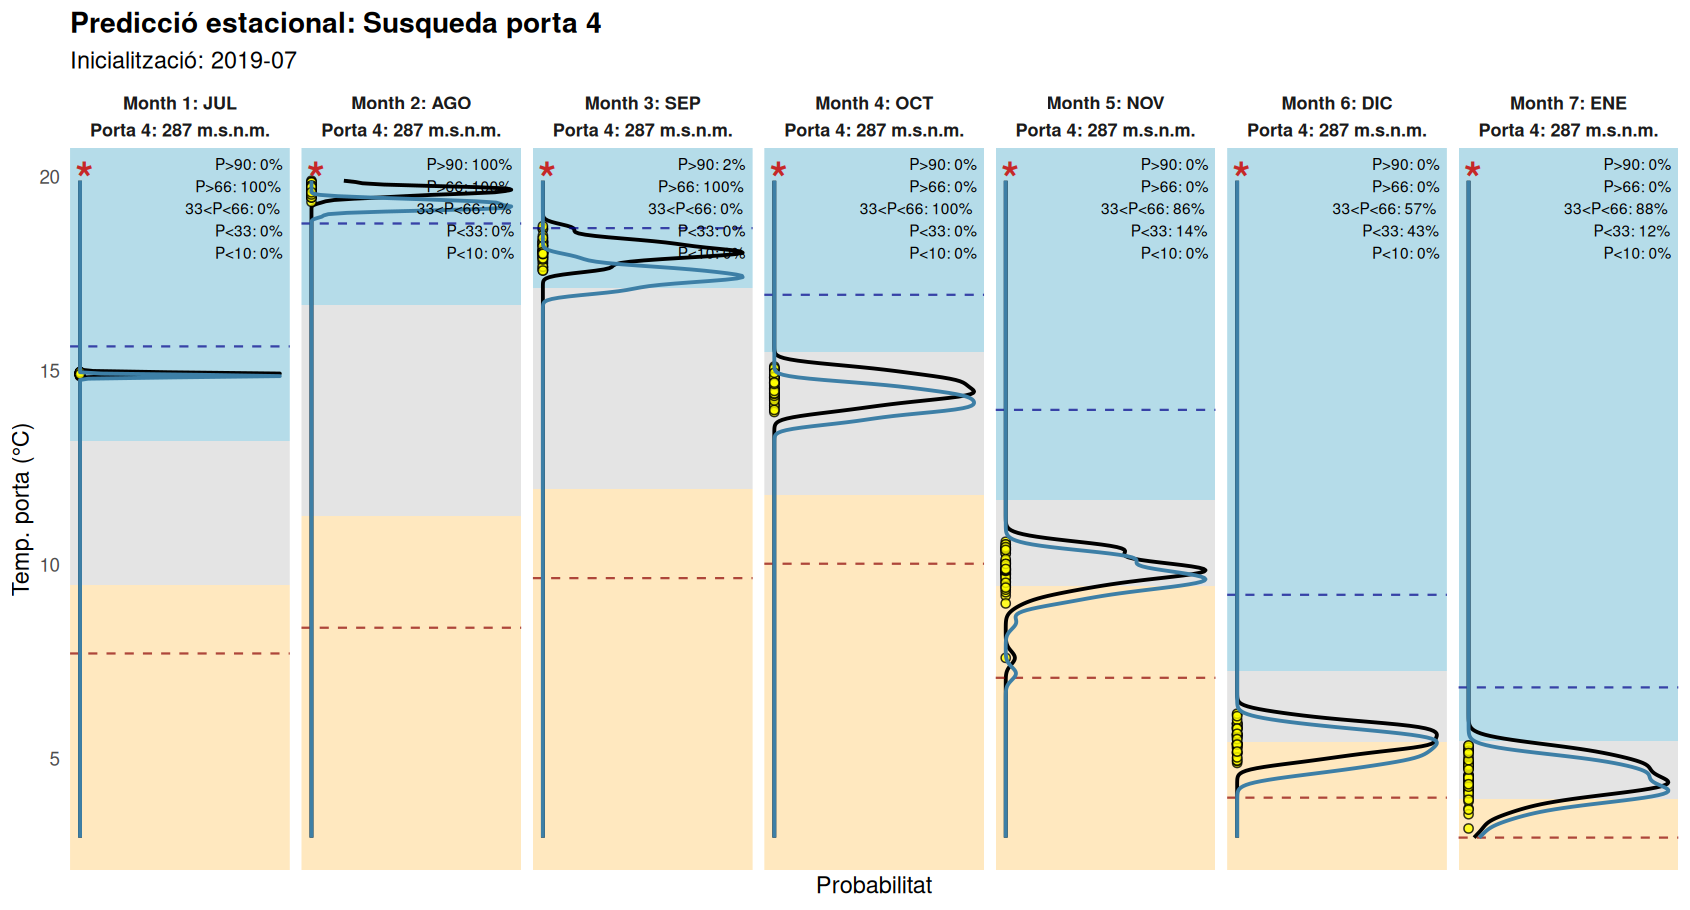 Predicció estacional: Susqueda porta 4
Inicialització: 2019-07
Month 1: JUL
Porta 4: 287 m.s.n.m.
Month 2: AGO
Porta 4: 287 m.s.n.m.
Month 3: SEP
Porta 4: 287 m.s.n.m.
Month 4: OCT
Porta 4: 287 m.s.n.m.
Month 5: NOV
Porta 4: 287 m.s.n.m.
Month 6: DIC
Porta 4: 287 m.s.n.m.
Month 7: ENE
Porta 4: 287 m.s.n.m.
Temp. porta (°C)
20
15
10
5
*
P>90: 0%
P>66: 100%
33<P<66: 0%
P<33: 0%
P<10: 0%
*
P>90: 100%
P>66: 100%
33<P<66: 0%
P<33: 0%
P<10: 0%
*
P>90: 2%
P>66: 100%
33<P<66: 0%
P<33: 0%
P<10: 0%
*
P>90: 0%
P>66: 0%
33<P<66: 100%
P<33: 0%
P<10: 0%
*
P>90: 0%
P>66: 0%
33<P<66: 86%
P<33: 14%
P<10: 0%
*
P>90: 0%
P>66: 0%
33<P<66: 57%
P<33: 43%
P<10: 0%
*
P>90: 0%
P>66: 0%
33<P<66: 88%
P<33: 12%
P<10: 0%
Probabilitat